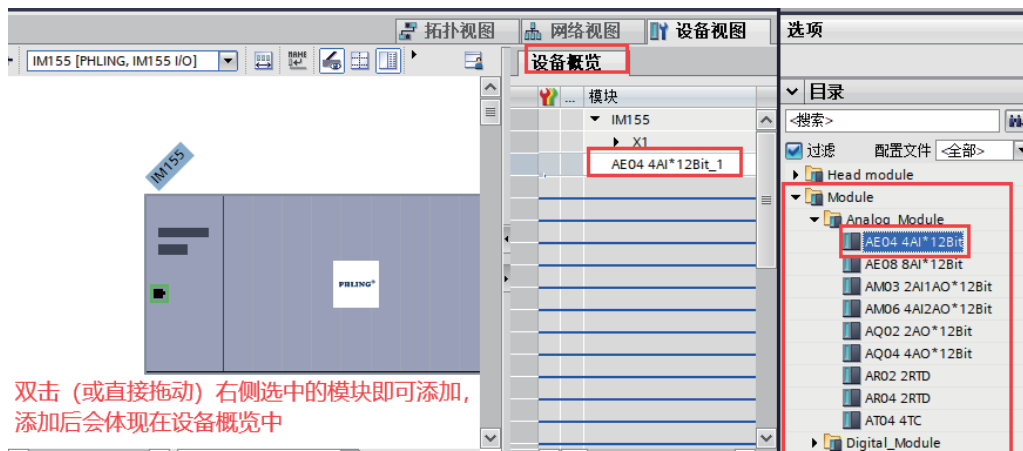 拓扑视图
网络视图
设备视图
选项
IM155 [PHLING, IM155 I/O]
设备概览
目录
... 模块
<搜索>
IM155
X1
过滤 配置文件 <全部>
AE04 4AI*12Bit_1
Head module
Module
Analog_Module
AE04 4AI*12Bit
AE08 8AI*12Bit
AM03 2AI1AO*12Bit
AM06 4AI2AO*12Bit
AQ02 2AO*12Bit
AQ04 4AO*12Bit
AR02 2RTD
AR04 2RTD
AT04 4TC
Digital_Module
IM155
PHLING®
双击（或直接拖动）右侧选中的模块即可添加，
添加后会体现在设备概览中